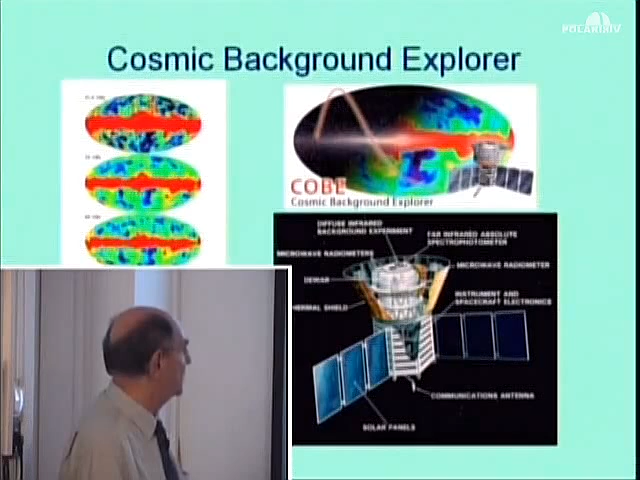 POLARIXIV
Cosmic Background Explorer
COBE
Cosmic Background Explorer
DIFFUSE INFRARED
BACKGROUND EXPERIMENT
FAR INFRARED ABSOLUTE
SPECTROPHOTOMETER
MICROWAVE RADIOMETERS
MICROWAVE RADIOMETER
DEWAR
INSTRUMENT AND
SPACECRAFT ELECTRONICS
THERMAL SHIELD
COMMUNICATIONS ANTENNA
SOLAR PANELS